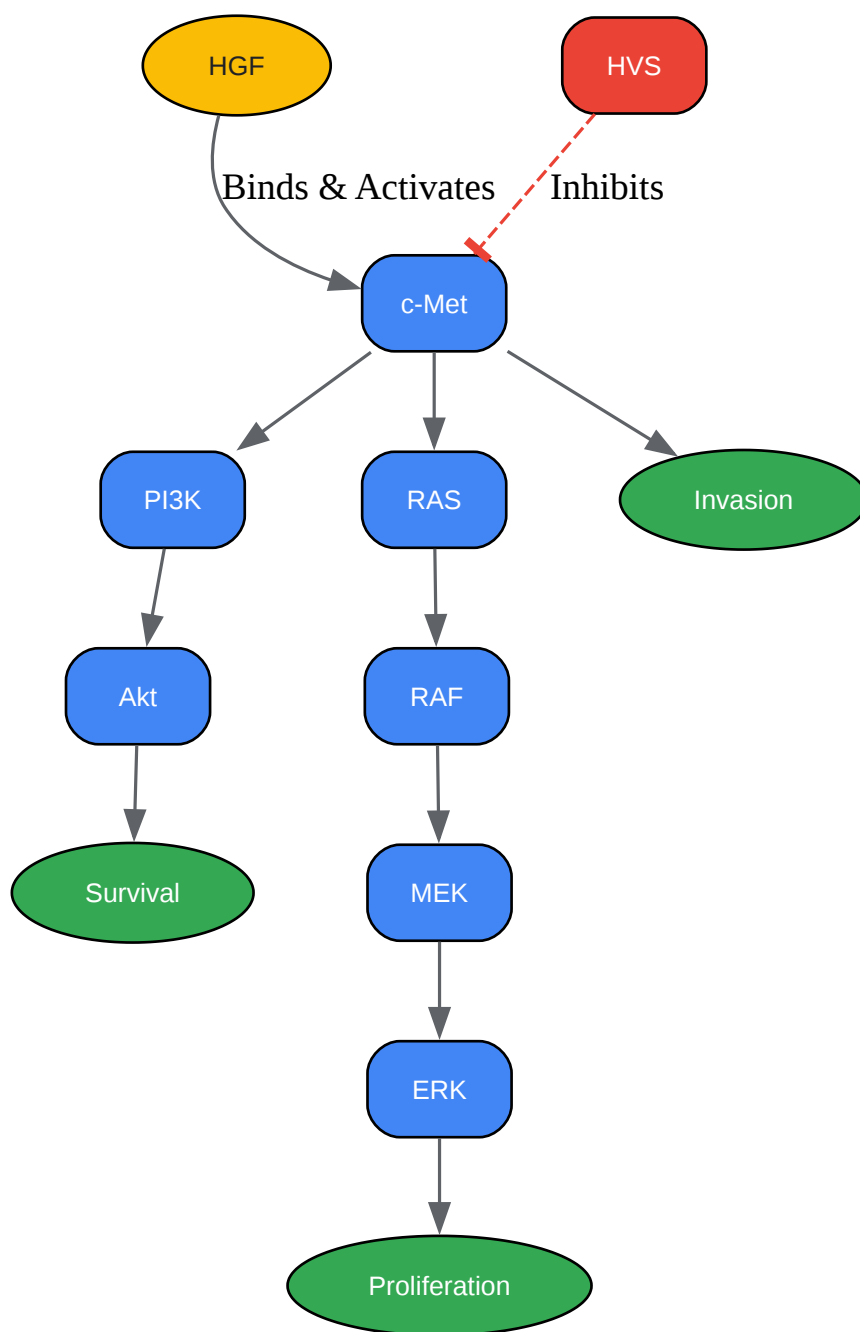 HGF
HVS
Binds & Activates
Inhibits
c-Met
PI3K
RAS
Invasion
Akt
RAF
Survival
MEK
ERK
Proliferation